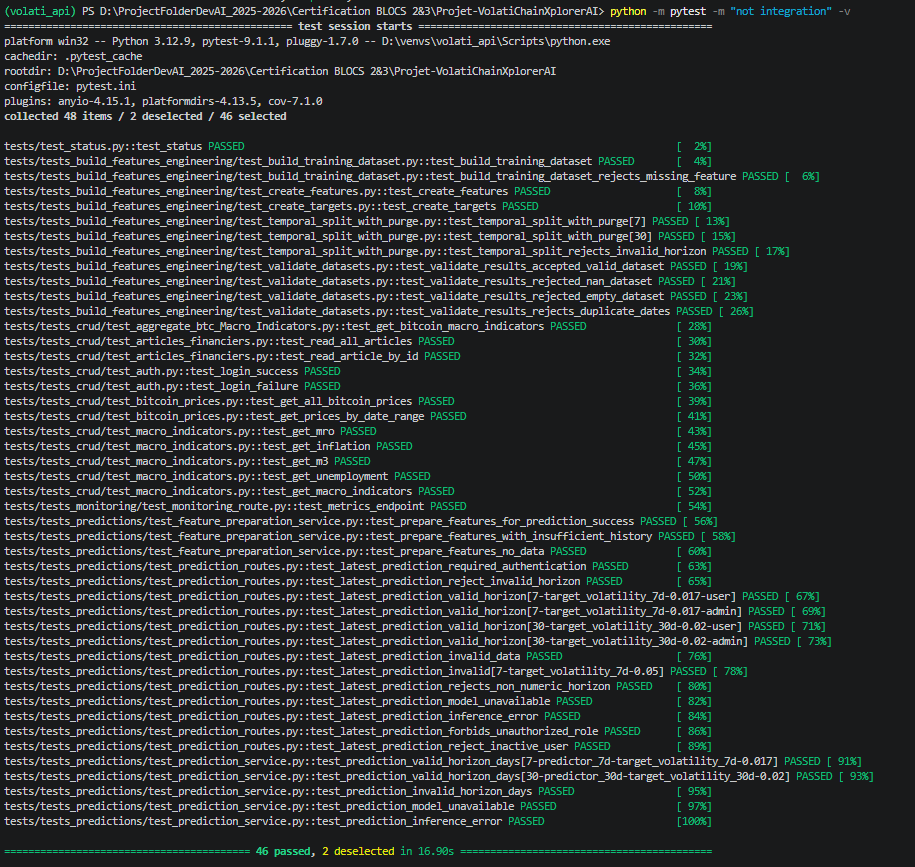 (volati_api) PS D:\ProjectFolderDevAI_2025-2026\Certification BLOCS 2&3\Projet-VolatiChainXplorerAI> python -m pytest -m "not integration" -v
================================================= test session starts =================================================
platform win32 -- Python 3.12.9, pytest-9.1.1, pluggy-1.7.0 -- D:\venvs\volati_api\Scripts\python.exe
cachedir: .pytest_cache
rootdir: D:\ProjectFolderDevAI_2025-2026\Certification BLOCS 2&3\Projet-VolatiChainXplorerAI
configfile: pytest.ini
plugins: anyio-4.15.1, platformdirs-4.13.5, cov-7.1.0
collected 48 items / 2 deselected / 46 selected
tests/test_status.py::test_status PASSED [  2%]
tests/tests_build_features_engineering/test_build_training_dataset.py::test_build_training_dataset PASSED [  4%]
tests/tests_build_features_engineering/test_build_training_dataset.py::test_build_training_dataset_rejects_missing_feature PASSED [  6%]
tests/tests_build_features_engineering/test_create_features.py::test_create_features PASSED [  8%]
tests/tests_build_features_engineering/test_create_targets.py::test_create_targets PASSED [ 10%]
tests/tests_build_features_engineering/test_temporal_split_with_purge.py::test_temporal_split_with_purge[7] PASSED [ 13%]
tests/tests_build_features_engineering/test_temporal_split_with_purge.py::test_temporal_split_with_purge[30] PASSED [ 15%]
tests/tests_build_features_engineering/test_temporal_split_with_purge.py::test_temporal_split_rejects_invalid_horizon PASSED [ 17%]
tests/tests_build_features_engineering/test_validate_datasets.py::test_validate_results_accepted_valid_dataset PASSED [ 19%]
tests/tests_build_features_engineering/test_validate_datasets.py::test_validate_results_rejected_nan_dataset PASSED [ 21%]
tests/tests_build_features_engineering/test_validate_datasets.py::test_validate_results_rejected_empty_dataset PASSED [ 23%]
tests/tests_build_features_engineering/test_validate_datasets.py::test_validate_results_rejects_duplicate_dates PASSED [ 26%]
tests/tests_crud/test_aggregate_btc_Macro_Indicators.py::test_get_bitcoin_macro_indicators PASSED [ 28%]
tests/tests_crud/test_articles_financiers.py::test_read_all_articles PASSED [ 30%]
tests/tests_crud/test_articles_financiers.py::test_read_article_by_id PASSED [ 32%]
tests/tests_crud/test_auth.py::test_login_success PASSED [ 34%]
tests/tests_crud/test_auth.py::test_login_failure PASSED [ 36%]
tests/tests_crud/test_bitcoin_prices.py::test_get_all_bitcoin_prices PASSED [ 39%]
tests/tests_crud/test_bitcoin_prices.py::test_get_prices_by_date_range PASSED [ 41%]
tests/tests_crud/test_macro_indicators.py::test_get_mro PASSED [ 43%]
tests/tests_crud/test_macro_indicators.py::test_get_inflation PASSED [ 45%]
tests/tests_crud/test_macro_indicators.py::test_get_m3 PASSED [ 47%]
tests/tests_crud/test_macro_indicators.py::test_get_unemployment PASSED [ 50%]
tests/tests_crud/test_macro_indicators.py::test_get_macro_indicators PASSED [ 52%]
tests/tests_monitoring/test_monitoring_route.py::test_metrics_endpoint PASSED [ 54%]
tests/tests_predictions/test_feature_preparation_service.py::test_prepare_features_for_prediction_success PASSED [ 56%]
tests/tests_predictions/test_feature_preparation_service.py::test_prepare_features_with_insufficient_history PASSED [ 58%]
tests/tests_predictions/test_feature_preparation_service.py::test_prepare_features_no_data PASSED [ 60%]
tests/tests_predictions/test_prediction_routes.py::test_latest_prediction_required_authentication PASSED [ 63%]
tests/tests_predictions/test_prediction_routes.py::test_latest_prediction_reject_invalid_horizon PASSED [ 65%]
tests/tests_predictions/test_prediction_routes.py::test_latest_prediction_valid_horizon[7-target_volatility_7d-0.017-user] PASSED [ 67%]
tests/tests_predictions/test_prediction_routes.py::test_latest_prediction_valid_horizon[7-target_volatility_7d-0.017-admin] PASSED [ 69%]
tests/tests_predictions/test_prediction_routes.py::test_latest_prediction_valid_horizon[30-target_volatility_30d-0.02-user] PASSED [ 71%]
tests/tests_predictions/test_prediction_routes.py::test_latest_prediction_valid_horizon[30-target_volatility_30d-0.02-admin] PASSED [ 73%]
tests/tests_predictions/test_prediction_routes.py::test_latest_prediction_invalid_data PASSED [ 76%]
tests/tests_predictions/test_prediction_routes.py::test_latest_prediction_invalid[7-target_volatility_7d-0.05] PASSED [ 78%]
tests/tests_predictions/test_prediction_routes.py::test_latest_prediction_rejects_non_numeric_horizon PASSED [ 80%]
tests/tests_predictions/test_prediction_routes.py::test_latest_prediction_model_unavailable PASSED [ 82%]
tests/tests_predictions/test_prediction_routes.py::test_latest_prediction_inference_error PASSED [ 84%]
tests/tests_predictions/test_prediction_routes.py::test_latest_prediction_forbids_unauthorized_role PASSED [ 86%]
tests/tests_predictions/test_prediction_routes.py::test_latest_prediction_reject_inactive_user PASSED [ 89%]
tests/tests_predictions/test_prediction_service.py::test_prediction_valid_horizon_days[7-predictor_7d-target_volatility_7d-0.017] PASSED [ 91%]
tests/tests_predictions/test_prediction_service.py::test_prediction_valid_horizon_days[30-predictor_30d-target_volatility_30d-0.02] PASSED [ 93%]
tests/tests_predictions/test_prediction_service.py::test_prediction_invalid_horizon_days PASSED [ 95%]
tests/tests_predictions/test_prediction_service.py::test_prediction_model_unavailable PASSED [ 97%]
tests/tests_predictions/test_prediction_service.py::test_prediction_inference_error PASSED [100%]
========================================== 46 passed, 2 deselected in 16.90s ==========================================